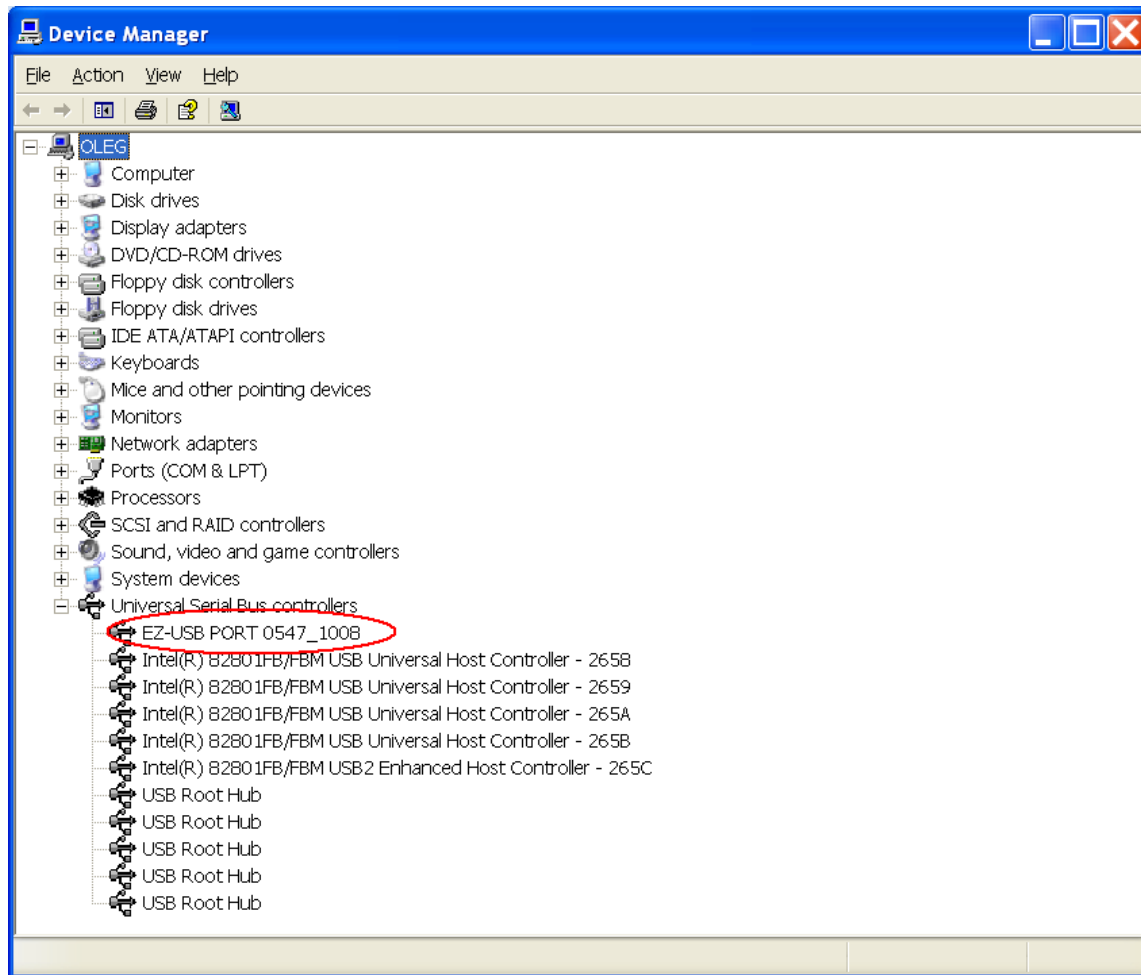 Device Manager
File Action View Help
OLEG
Computer
Disk drives
Display adapters
DVD/CD-ROM drives
Floppy disk controllers
Floppy disk drives
IDE ATA/ATAPI controllers
Keyboards
Mice and other pointing devices
Monitors
Network adapters
Ports (COM & LPT)
Processors
SCSI and RAID controllers
Sound, video and game controllers
System devices
Universal Serial Bus controllers
EZ-USB PORT 0547_1008
Intel(R) 82801FB/FBM USB Universal Host Controller - 2658
Intel(R) 82801FB/FBM USB Universal Host Controller - 2659
Intel(R) 82801FB/FBM USB Universal Host Controller - 265A
Intel(R) 82801FB/FBM USB Universal Host Controller - 265B
Intel(R) 82801FB/FBM USB2 Enhanced Host Controller - 265C
USB Root Hub
USB Root Hub
USB Root Hub
USB Root Hub
USB Root Hub